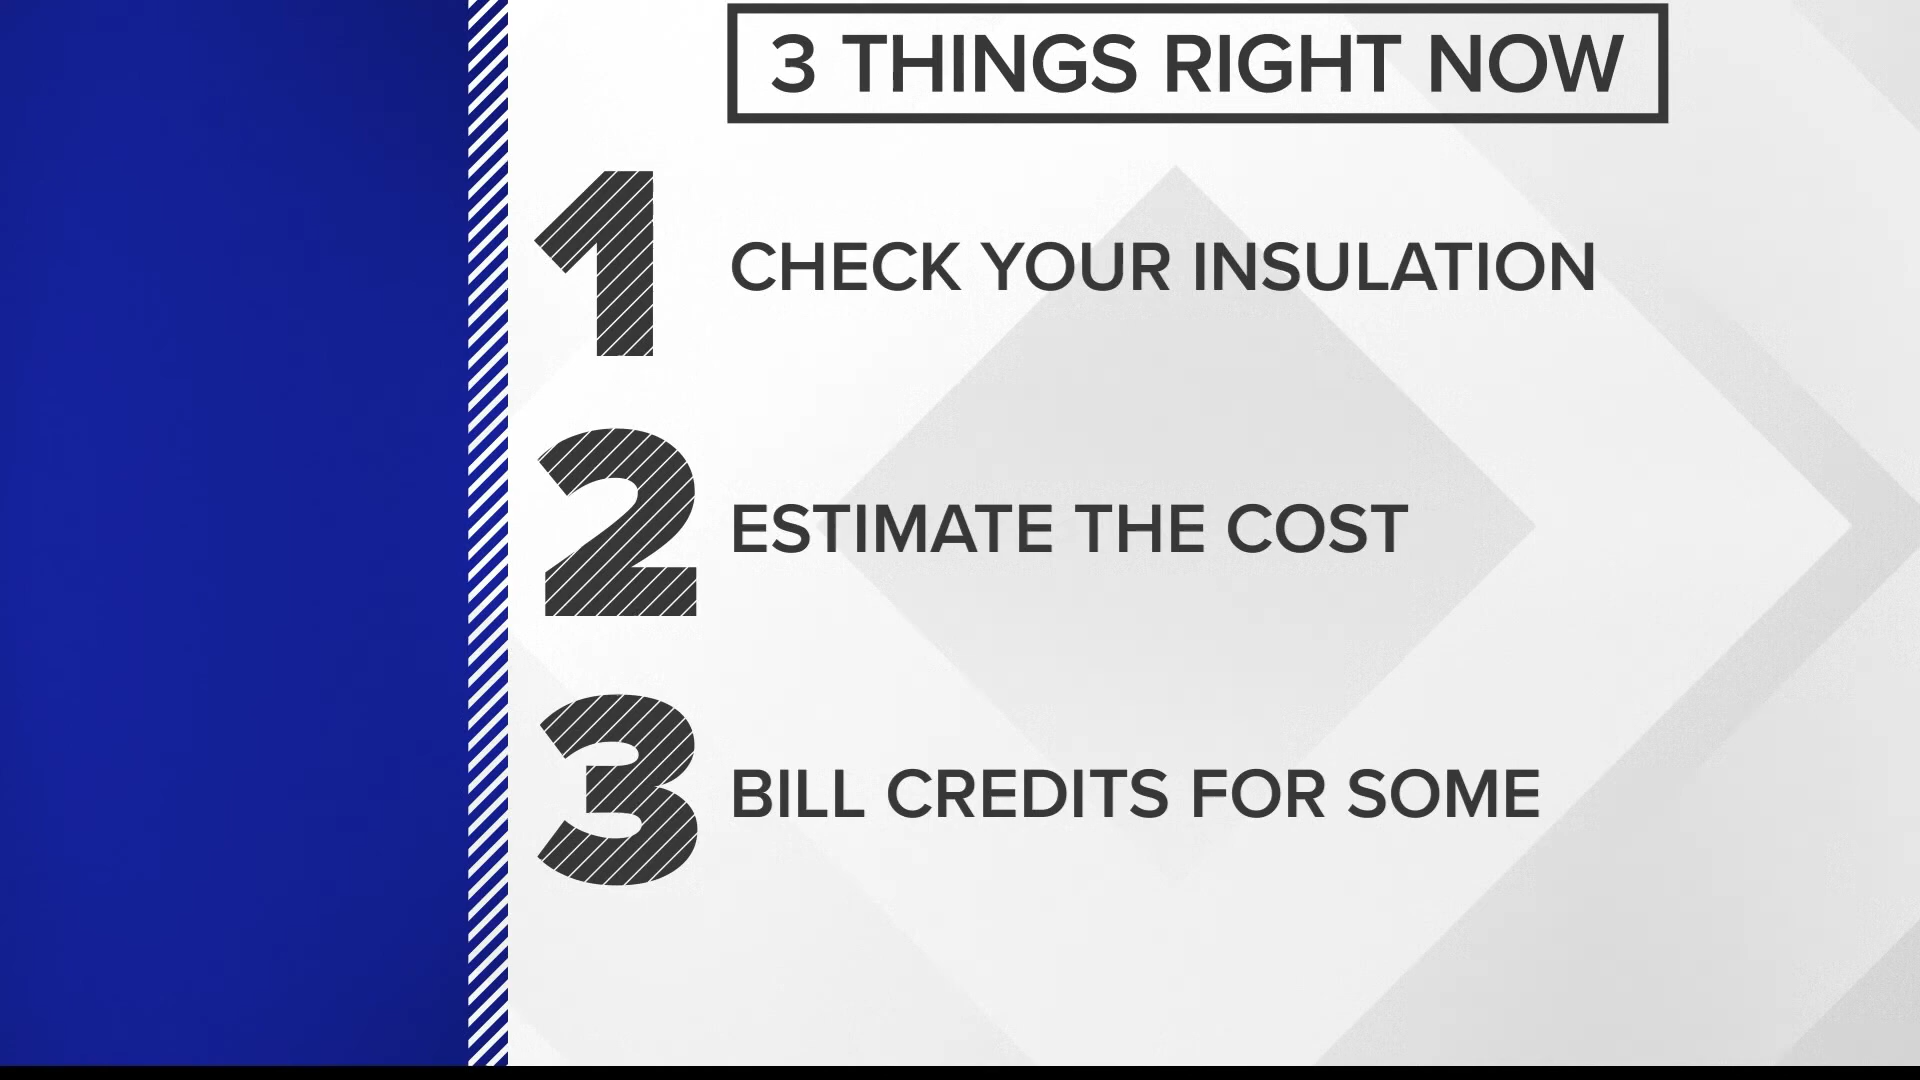 3 THINGS RIGHT NOW
1 CHECK YOUR INSULATION
2 ESTIMATE THE COST
3 BILL CREDITS FOR SOME